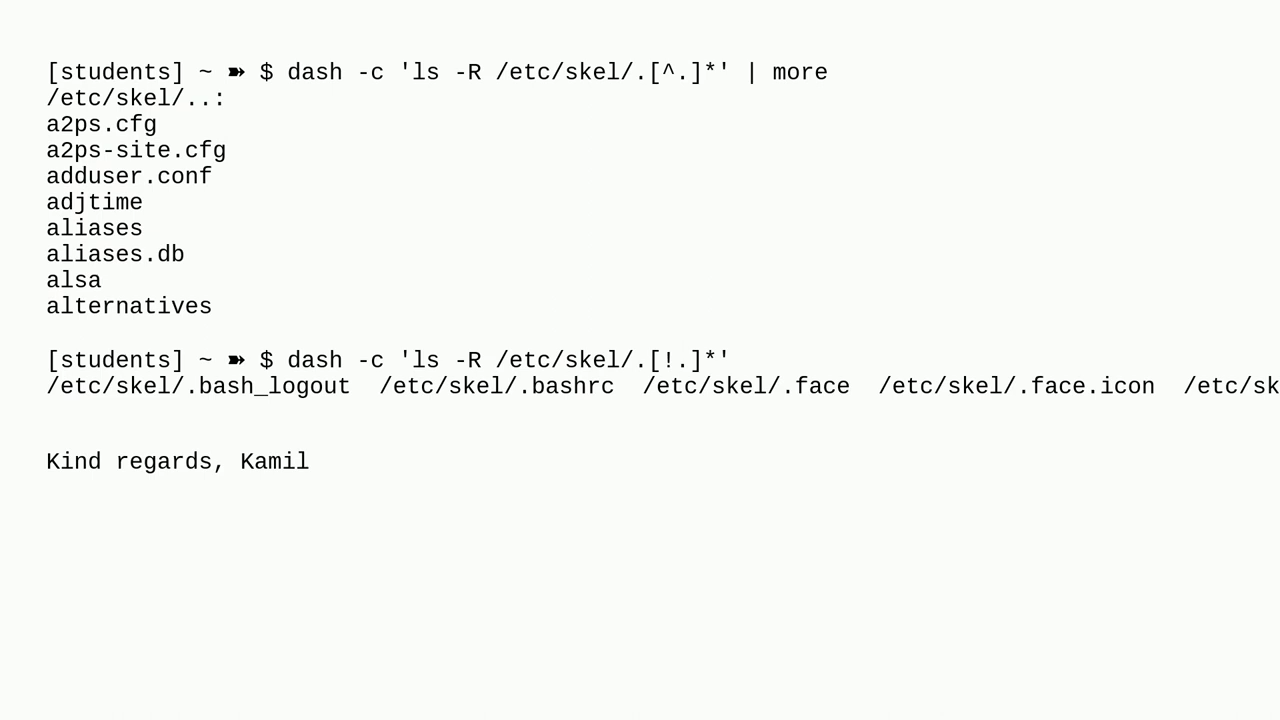 [students] ~ ➽ $ dash -c 'ls -R /etc/skel/.[^.]*' | more
/etc/skel/..:
a2ps.cfg
a2ps-site.cfg
adduser.conf
adjtime
aliases
aliases.db
alsa
alternatives
[students] ~ ➽ $ dash -c 'ls -R /etc/skel/.[!.]*'
/etc/skel/.bash_logout  /etc/skel/.bashrc  /etc/skel/.face  /etc/skel/.face.icon  /etc/sk
Kind regards, Kamil